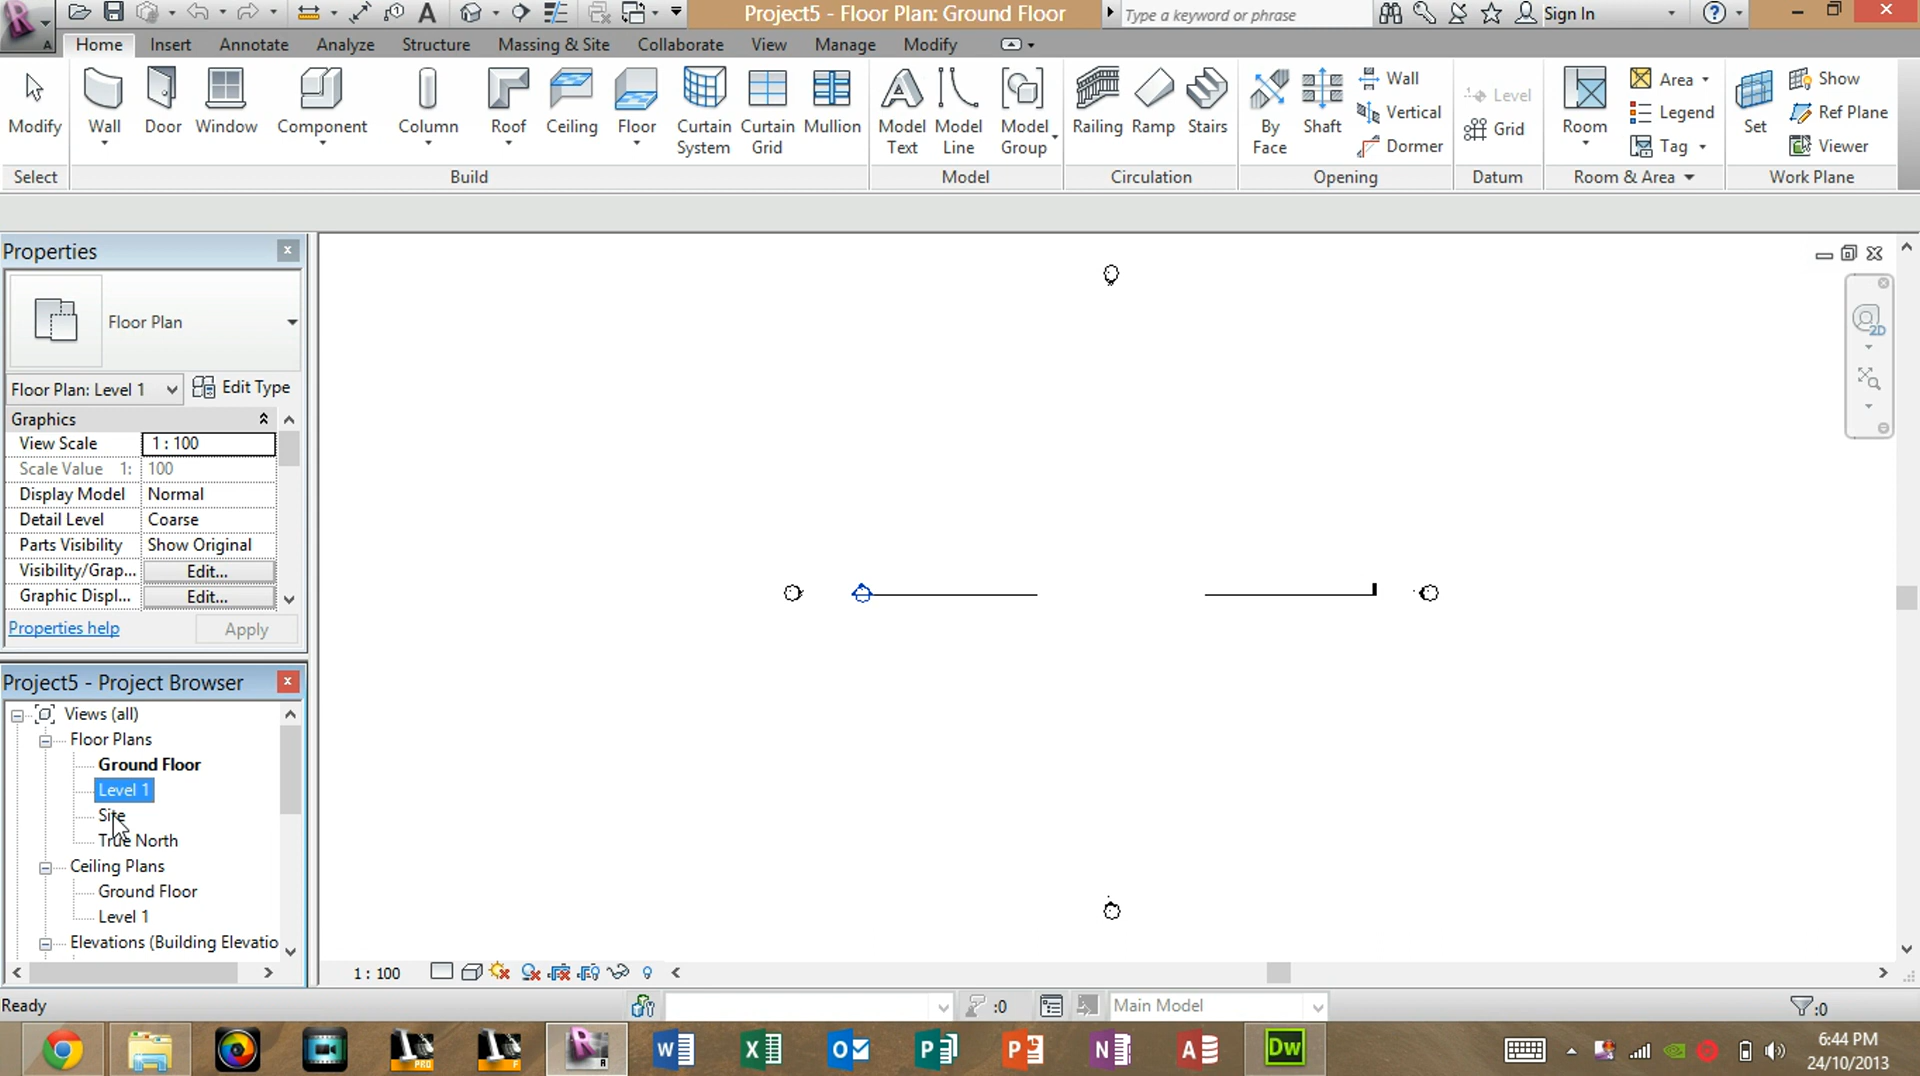 Project5 - Floor Plan: Ground Floor
Type a keyword or phrase
Sign In
Home Insert Annotate Analyze Structure Massing & Site Collaborate View Manage Modify
Modify
Wall
Door
Window
Component
Column
Roof
Ceiling
Floor
Curtain System
Curtain Grid
Mullion
Model Text
Model Line
Model Group
Railing
Ramp
Stairs
By Face
Shaft
Wall
Vertical
Dormer
Level
Grid
Room
Area
Legend
Tag
Set
Show
Ref Plane
Viewer
Select Build Model Circulation Opening Datum Room & Area Work Plane
Properties
Floor Plan
Floor Plan: Level 1 Edit Type
Graphics
View Scale 1 : 100
Scale Value 1: 100
Display Model Normal
Detail Level Coarse
Parts Visibility Show Original
Visibility/Grap... Edit...
Graphic Displ... Edit...
Properties help Apply
Project5 - Project Browser
Views (all)
Floor Plans
Ground Floor
Level 1
Site
True North
Ceiling Plans
Ground Floor
Level 1
Elevations (Building Elevatio
2D
1 : 100
Ready
:0
Main Model
:0
6:44 PM
24/10/2013